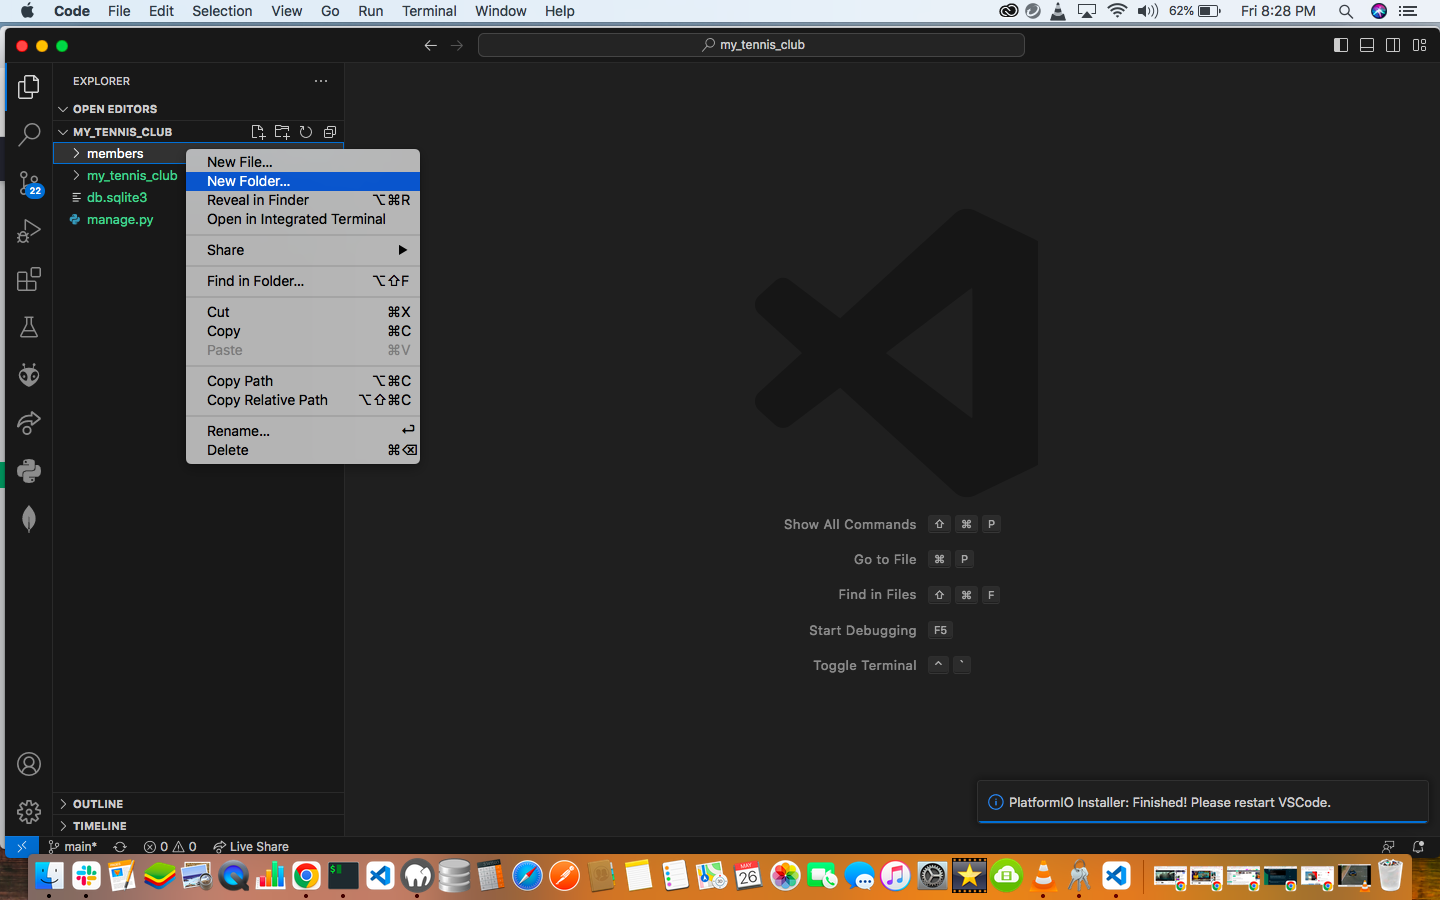 Code File Edit Selection View Go Run Terminal Window Help 62% Fri 8:28 PM
my_tennis_club
EXPLORER
OPEN EDITORS
MY_TENNIS_CLUB
members
my_tennis_club
22
db.sqlite3
manage.py
New File...
New Folder...
Reveal in Finder ⌥⌘R
Open in Integrated Terminal
Share
Find in Folder... ⌥⇧F
Cut ⌘X
Copy ⌘C
Paste ⌘V
Copy Path ⌥⌘C
Copy Relative Path ⌥⇧⌘C
Rename... ⏎
Delete ⌘⌫
Show All Commands ⇧ ⌘ P
Go to File ⌘ P
Find in Files ⇧ ⌘ F
Start Debugging F5
Toggle Terminal ^ `
PlatformIO Installer: Finished! Please restart VSCode.
OUTLINE
TIMELINE
main* 0 0 Live Share
MAY
26